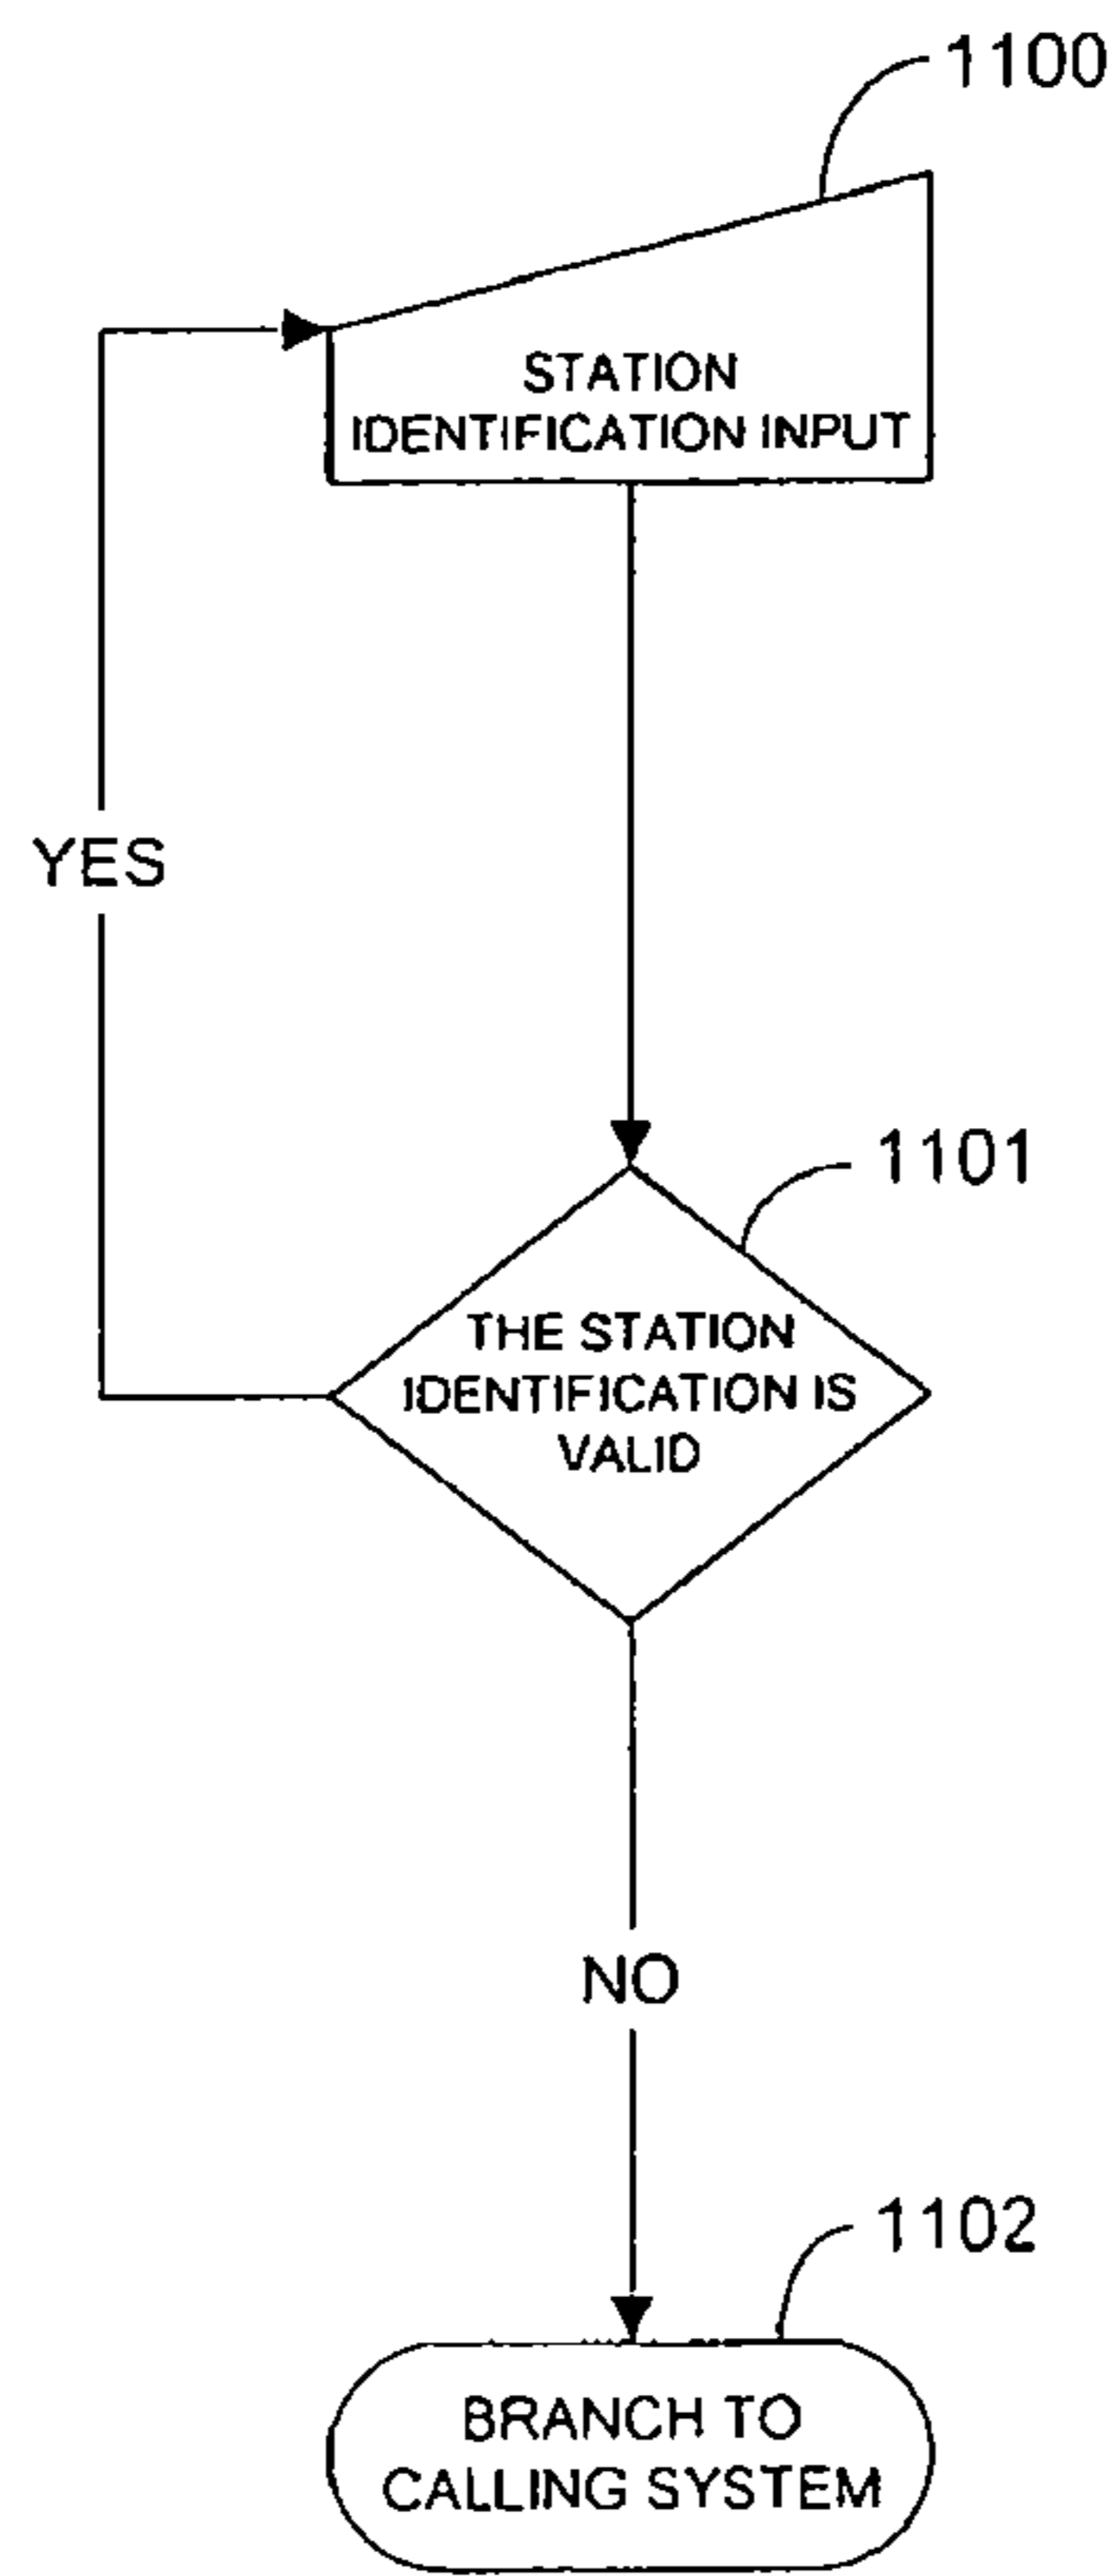 1100
STATION
IDENTIFICATION INPUT
YES
1101
THE STATION
IDENTIFICATION IS
VALID
NO
1102
BRANCH TO
CALLING SYSTEM